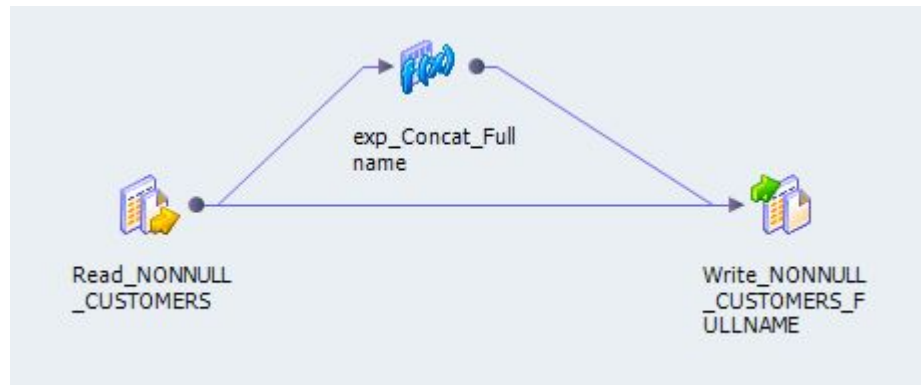 f(x)
exp_Concat_Full
name
Read_NONNULL
_CUSTOMERS
Write_NONNULL
_CUSTOMERS_F
ULLNAME